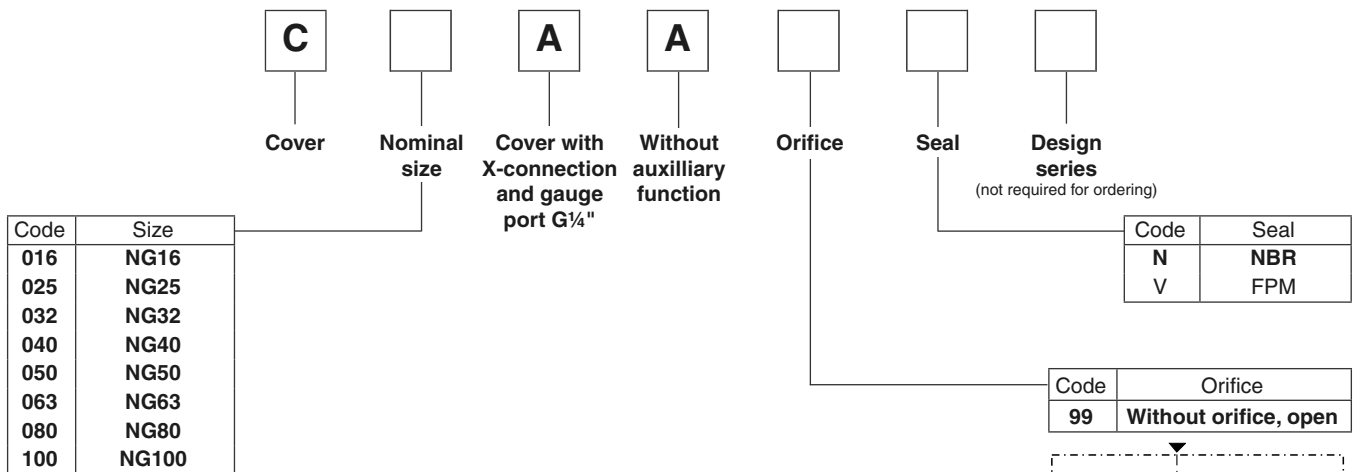 C A A
Cover
Nominal
size
Cover with
X-connection
and gauge
port G¼"
Without
auxilliary
function
Orifice
Seal
Design
series
(not required for ordering)
Code Size
016 NG16
025 NG25
032 NG32
040 NG40
050 NG50
063 NG63
080 NG80
100 NG100
Code Seal
N NBR
V FPM
Code Orifice
99 Without orifice, open